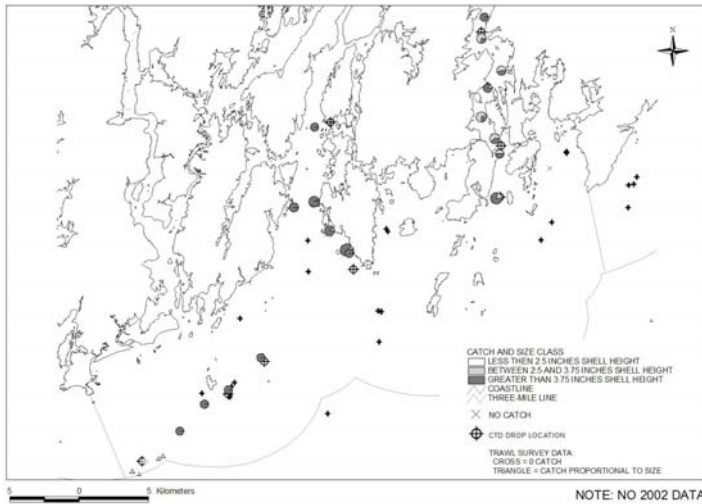 N
CATCH AND SIZE CLASS
LESS THEN 2.5 INCHES SHELL HEIGHT
BETWEEN 2.5 AND 3.75 INCHES SHELL HEIGHT
GREATER THAN 3.75 INCHES SHELL HEIGHT
COASTLINE
THREE-MILE LINE
NO CATCH
CTD DROP LOCATION
TRAWL SURVEY DATA:
CROSS = 0 CATCH
TRIANGLE = CATCH PROPORTIONAL TO SIZE
5 0 5 Kilometers
NOTE: NO 2002 DATA